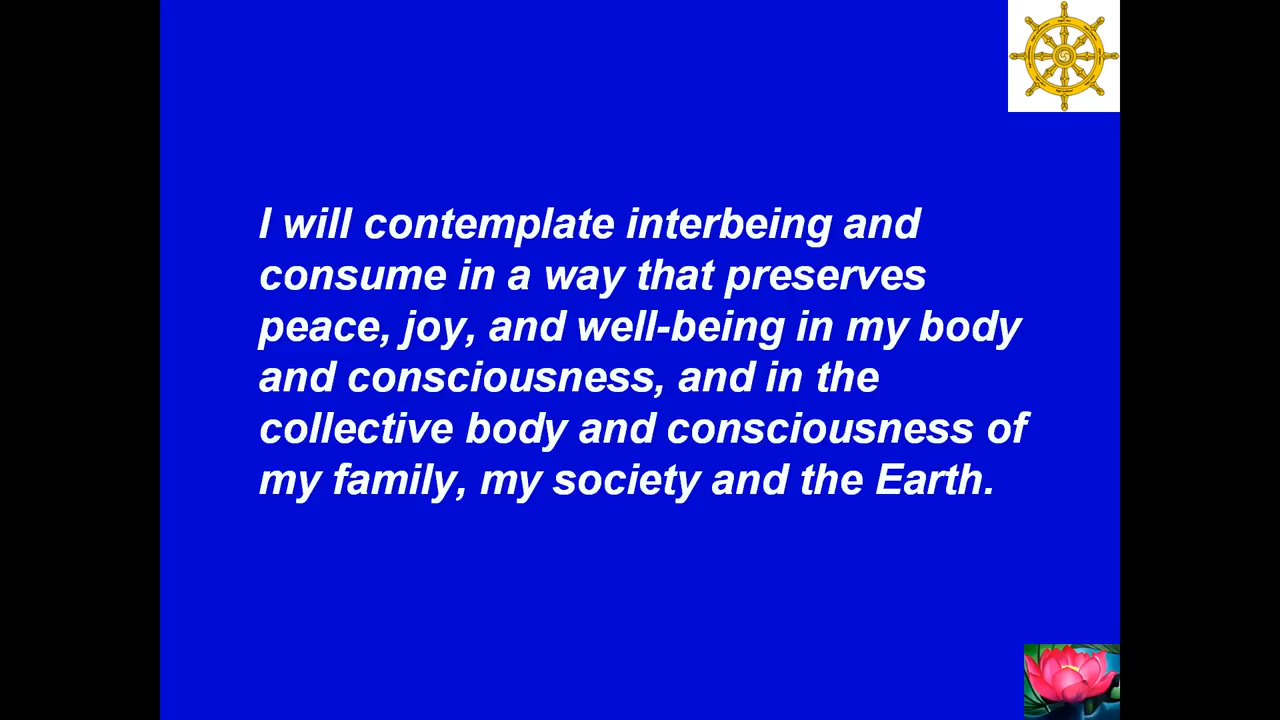 I will contemplate interbeing and
consume in a way that preserves
peace, joy, and well-being in my body
and consciousness, and in the
collective body and consciousness of
my family, my society and the Earth.